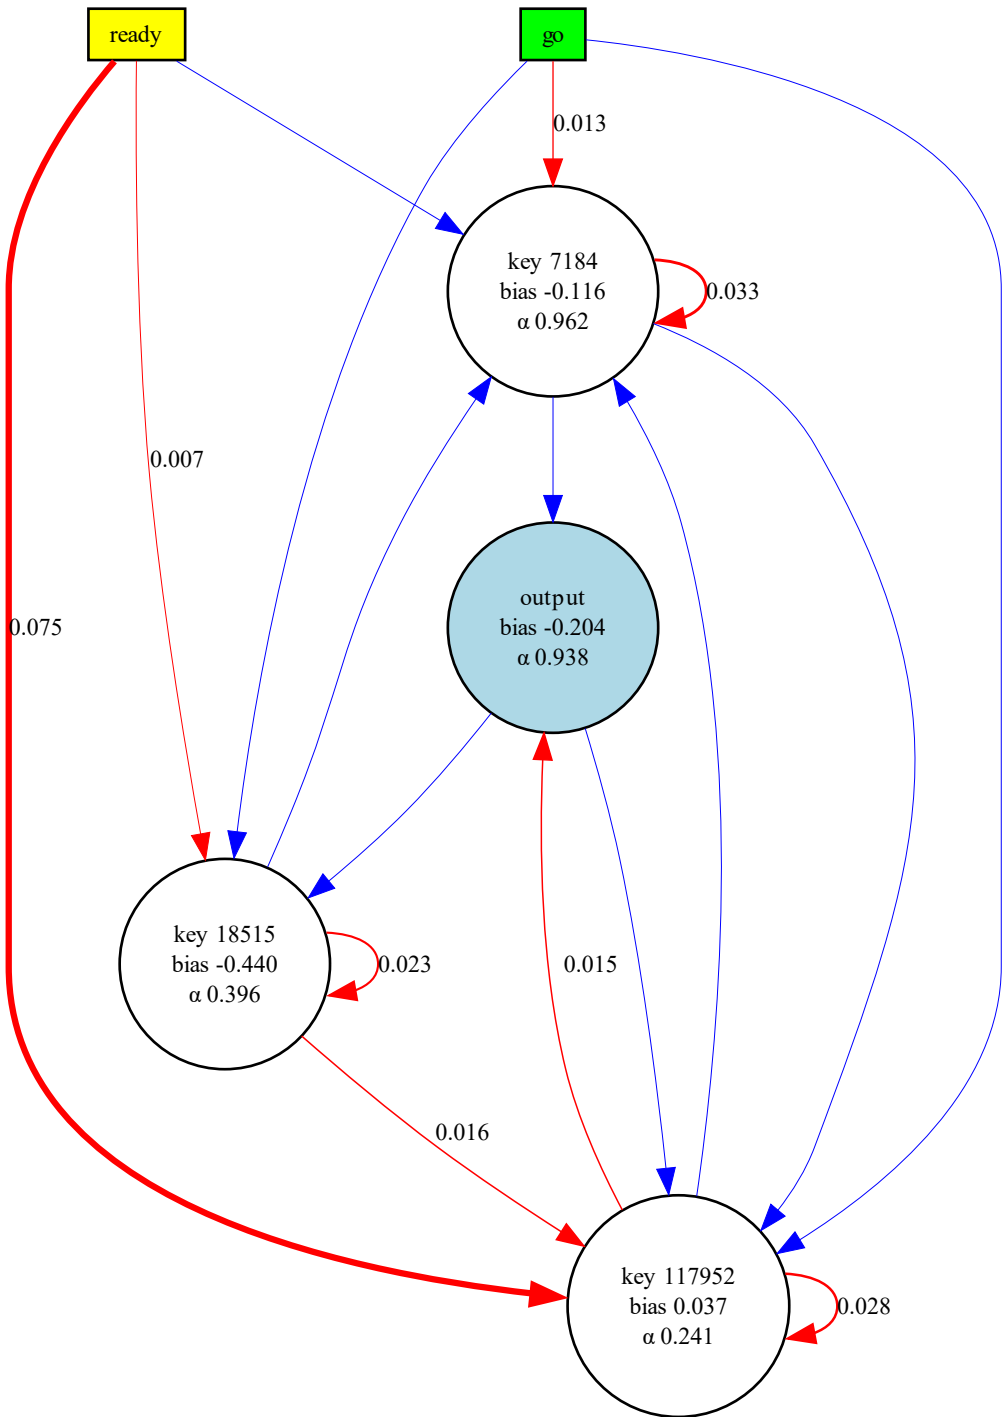 ready
go
0.013
key 7184
bias -0.116
α 0.962
0.033
0.007
output
bias -0.204
α 0.938
0.075
key 18515
bias -0.440
α 0.396
0.023
0.015
0.016
key 117952
bias 0.037
α 0.241
0.028